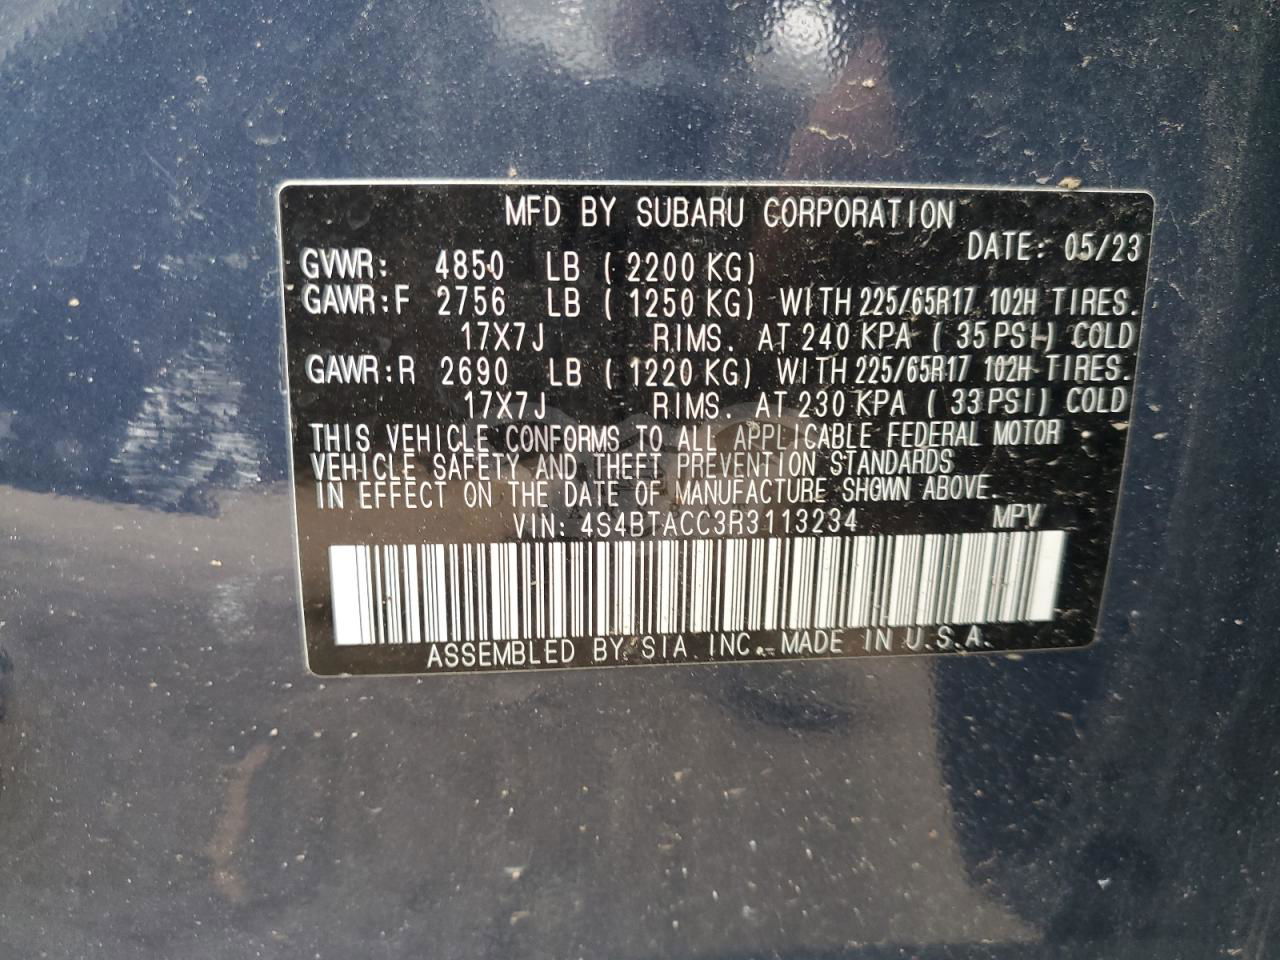 MFD BY SUBARU CORPORATION
DATE: 05/23
GVWR: 4850 LB ( 2200 KG)
GAWR:F 2756 LB ( 1250 KG) WITH 225/65R17 102H TIRES.
17X7J RIMS. AT 240 KPA ( 35 PSI) COLD
GAWR:R 2690 LB ( 1220 KG) WITH 225/65R17 102H TIRES.
17X7J RIMS. AT 230 KPA ( 33 PSI) COLD
THIS VEHICLE CONFORMS TO ALL APPLICABLE FEDERAL MOTOR
VEHICLE SAFETY AND THEFT PREVENTION STANDARDS
IN EFFECT ON THE DATE OF MANUFACTURE SHOWN ABOVE.
VIN: 4S4BTACC3R3113234 MPV
ASSEMBLED BY SIA INC. MADE IN U.S.A.